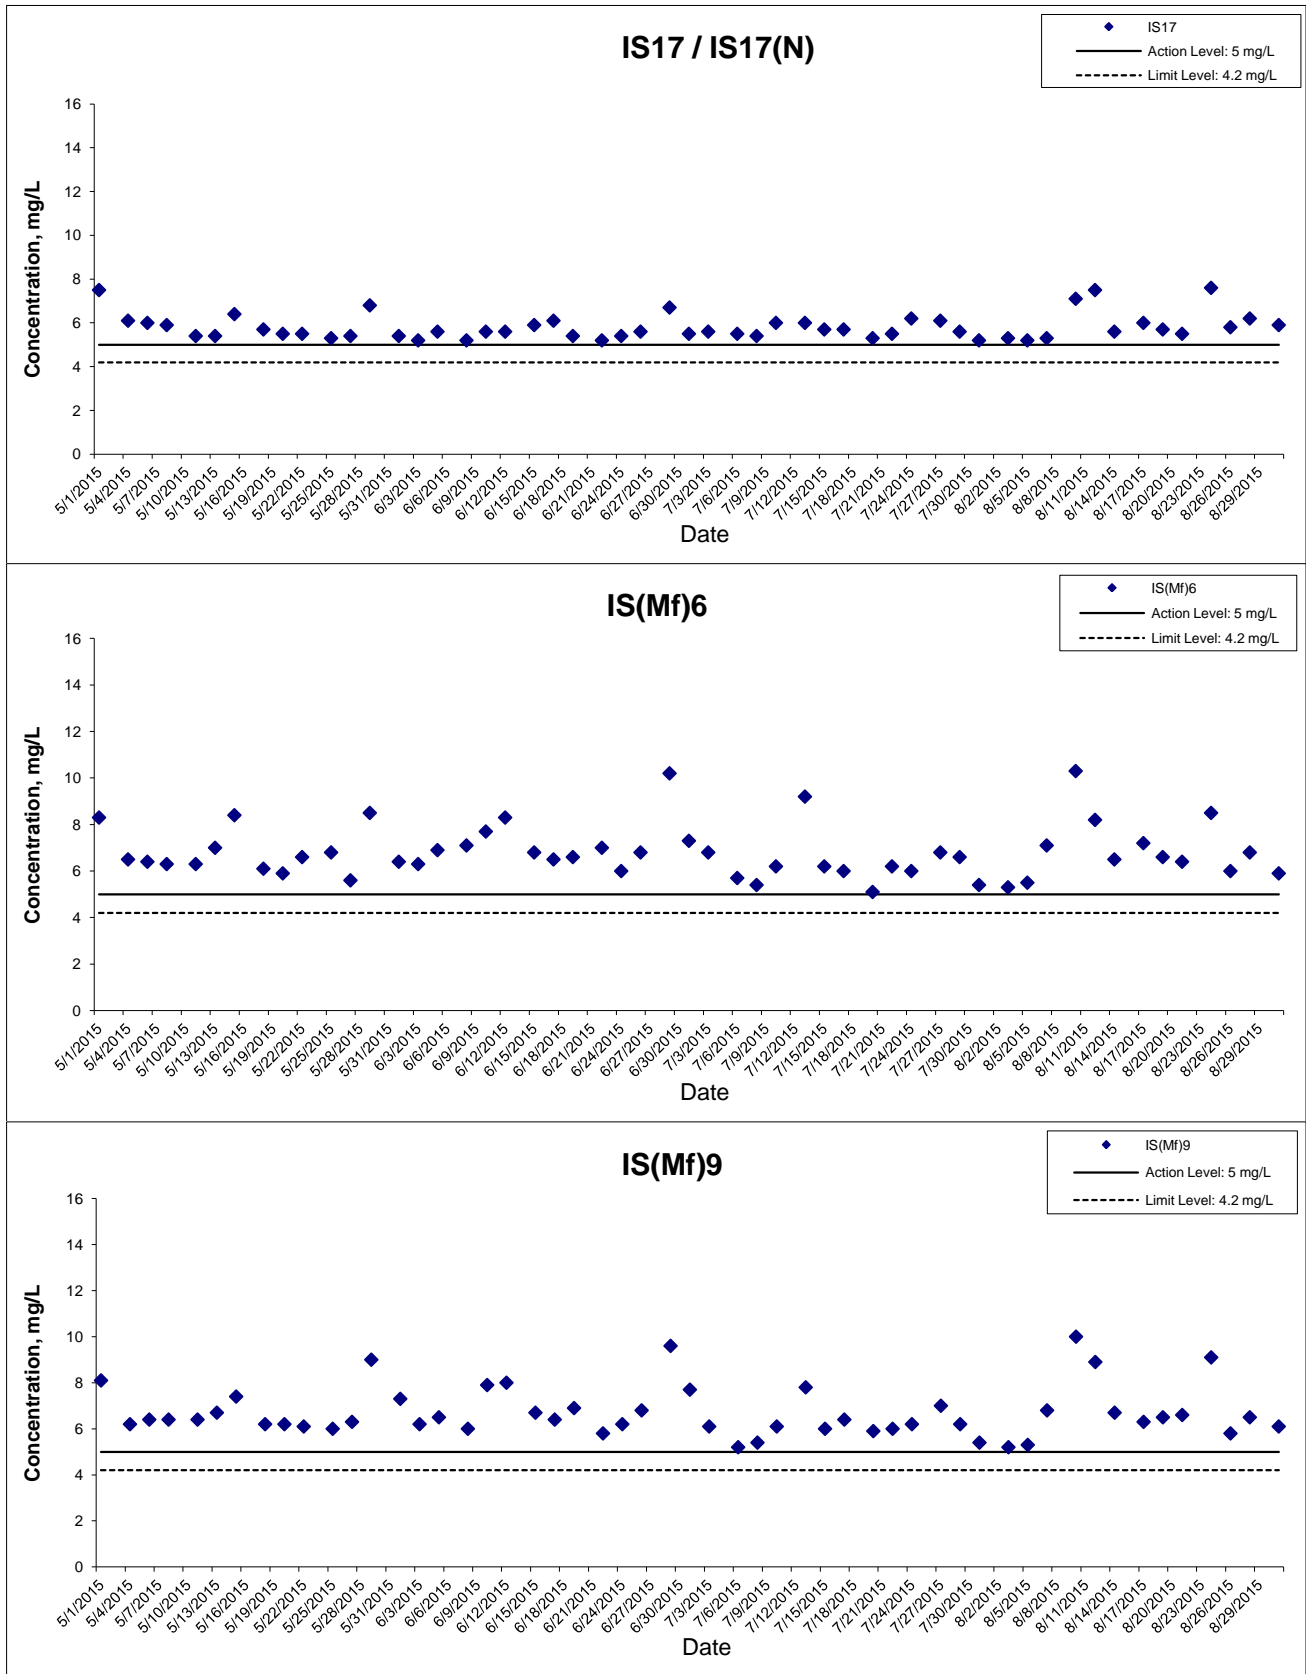 IS17 / IS17(N)
IS17
Action Level: 5 mg/L
Limit Level: 4.2 mg/L
Concentration, mg/L
16
14
12
10
8
6
4
2
0
5/1/2015 5/4/2015 5/7/2015 5/10/2015 5/13/2015 5/16/2015 5/19/2015 5/22/2015 5/25/2015 5/28/2015 5/31/2015 6/3/2015 6/6/2015 6/9/2015 6/12/2015 6/15/2015 6/18/2015 6/21/2015 6/24/2015 6/27/2015 6/30/2015 7/3/2015 7/6/2015 7/9/2015 7/12/2015 7/15/2015 7/18/2015 7/21/2015 7/24/2015 7/27/2015 7/30/2015 8/2/2015 8/5/2015 8/8/2015 8/11/2015 8/14/2015 8/17/2015 8/20/2015 8/23/2015 8/26/2015 8/29/2015
Date
IS(Mf)6
IS(Mf)6
Action Level: 5 mg/L
Limit Level: 4.2 mg/L
Concentration, mg/L
16
14
12
10
8
6
4
2
0
5/1/2015 5/4/2015 5/7/2015 5/10/2015 5/13/2015 5/16/2015 5/19/2015 5/22/2015 5/25/2015 5/28/2015 5/31/2015 6/3/2015 6/6/2015 6/9/2015 6/12/2015 6/15/2015 6/18/2015 6/21/2015 6/24/2015 6/27/2015 6/30/2015 7/3/2015 7/6/2015 7/9/2015 7/12/2015 7/15/2015 7/18/2015 7/21/2015 7/24/2015 7/27/2015 7/30/2015 8/2/2015 8/5/2015 8/8/2015 8/11/2015 8/14/2015 8/17/2015 8/20/2015 8/23/2015 8/26/2015 8/29/2015
Date
IS(Mf)9
IS(Mf)9
Action Level: 5 mg/L
Limit Level: 4.2 mg/L
Concentration, mg/L
16
14
12
10
8
6
4
2
0
5/1/2015 5/4/2015 5/7/2015 5/10/2015 5/13/2015 5/16/2015 5/19/2015 5/22/2015 5/25/2015 5/28/2015 5/31/2015 6/3/2015 6/6/2015 6/9/2015 6/12/2015 6/15/2015 6/18/2015 6/21/2015 6/24/2015 6/27/2015 6/30/2015 7/3/2015 7/6/2015 7/9/2015 7/12/2015 7/15/2015 7/18/2015 7/21/2015 7/24/2015 7/27/2015 7/30/2015 8/2/2015 8/5/2015 8/8/2015 8/11/2015 8/14/2015 8/17/2015 8/20/2015 8/23/2015 8/26/2015 8/29/2015
Date